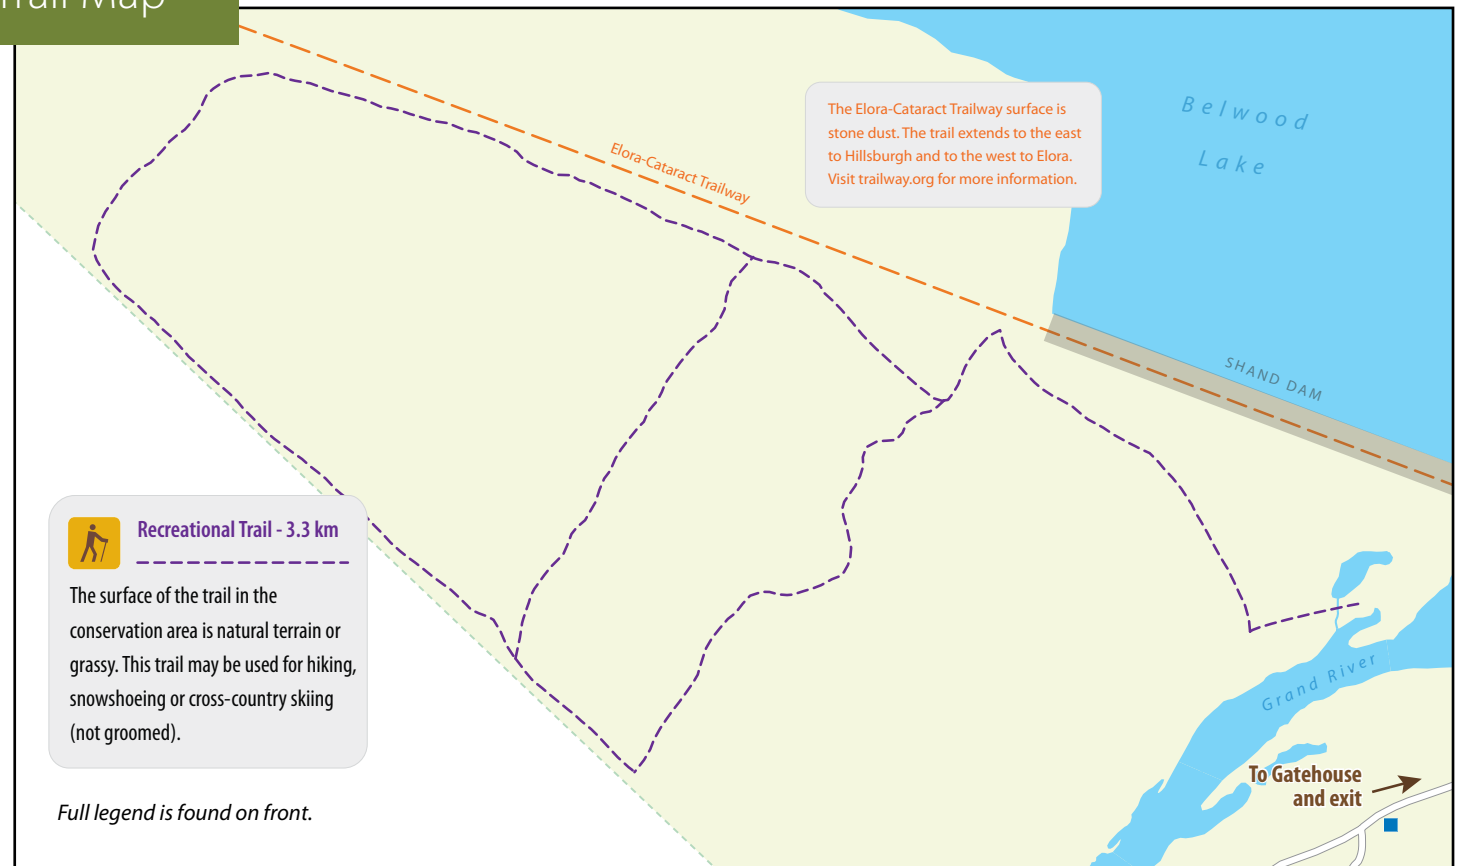 Trail Map
The Elora-Cataract Trailway surface is
stone dust. The trail extends to the east
to Hillsburgh and to the west to Elora.
Visit trailway.org for more information.
Belwood
Lake
Elora-Cataract Trailway
SHAND DAM
Recreational Trail - 3.3 km
The surface of the trail in the
conservation area is natural terrain or
grassy. This trail may be used for hiking,
snowshoeing or cross-country skiing
(not groomed).
Grand River
To Gatehouse
and exit
Full legend is found on front.